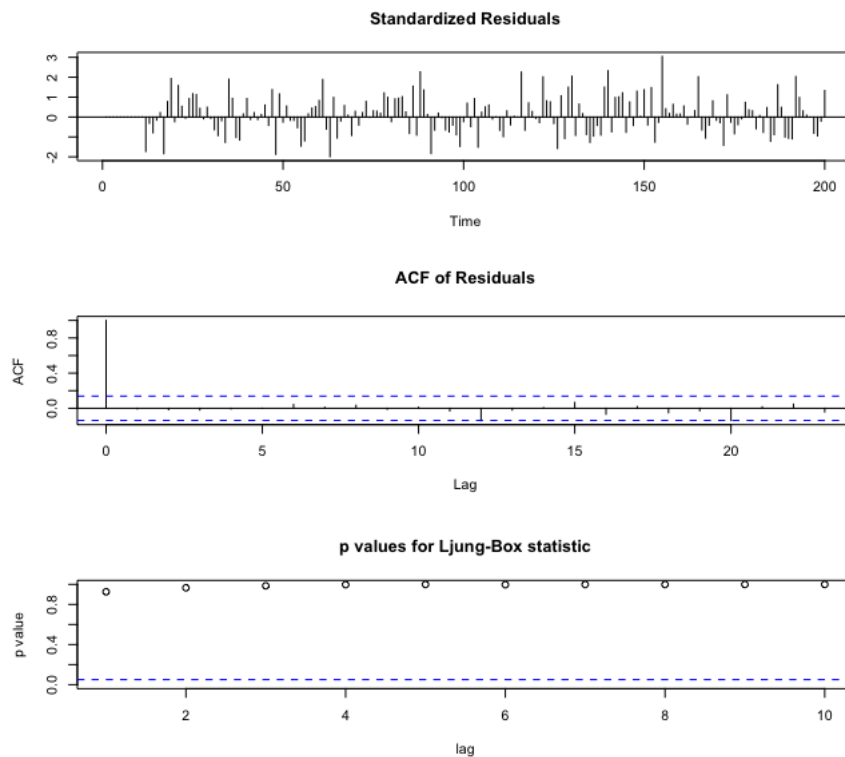 Standardized Residuals
-2 0 1 2 3
0 50 100 150 200
Time
ACF of Residuals
ACF
0.0 0.4 0.8
0 5 10 15 20
Lag
p values for Ljung-Box statistic
p value
0.0 0.4 0.8
2 4 6 8 10
lag